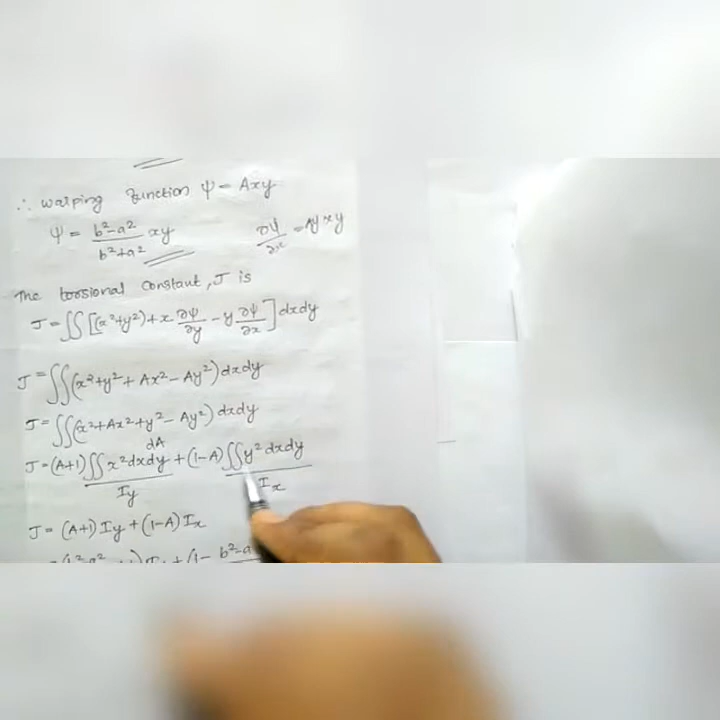 ∴ warping function ψ = Axy
ψ = b²-a² / b²+a² xy    ∂ψ/∂x =
The torsional constant, J is
J = ∬ [(x²+y²) + x ∂ψ/∂y - y ∂ψ/∂x] dxdy
J = ∬ (x²+y² + Ax² - Ay²) dxdy
J = ∬ (x²+Ax²+y² - Ay²) dxdy
dA
J = (A+1) ∬ x² dxdy + (1-A) ∬ y² dxdy
Iy    Ix
J = (A+1) Iy + (1-A) Ix